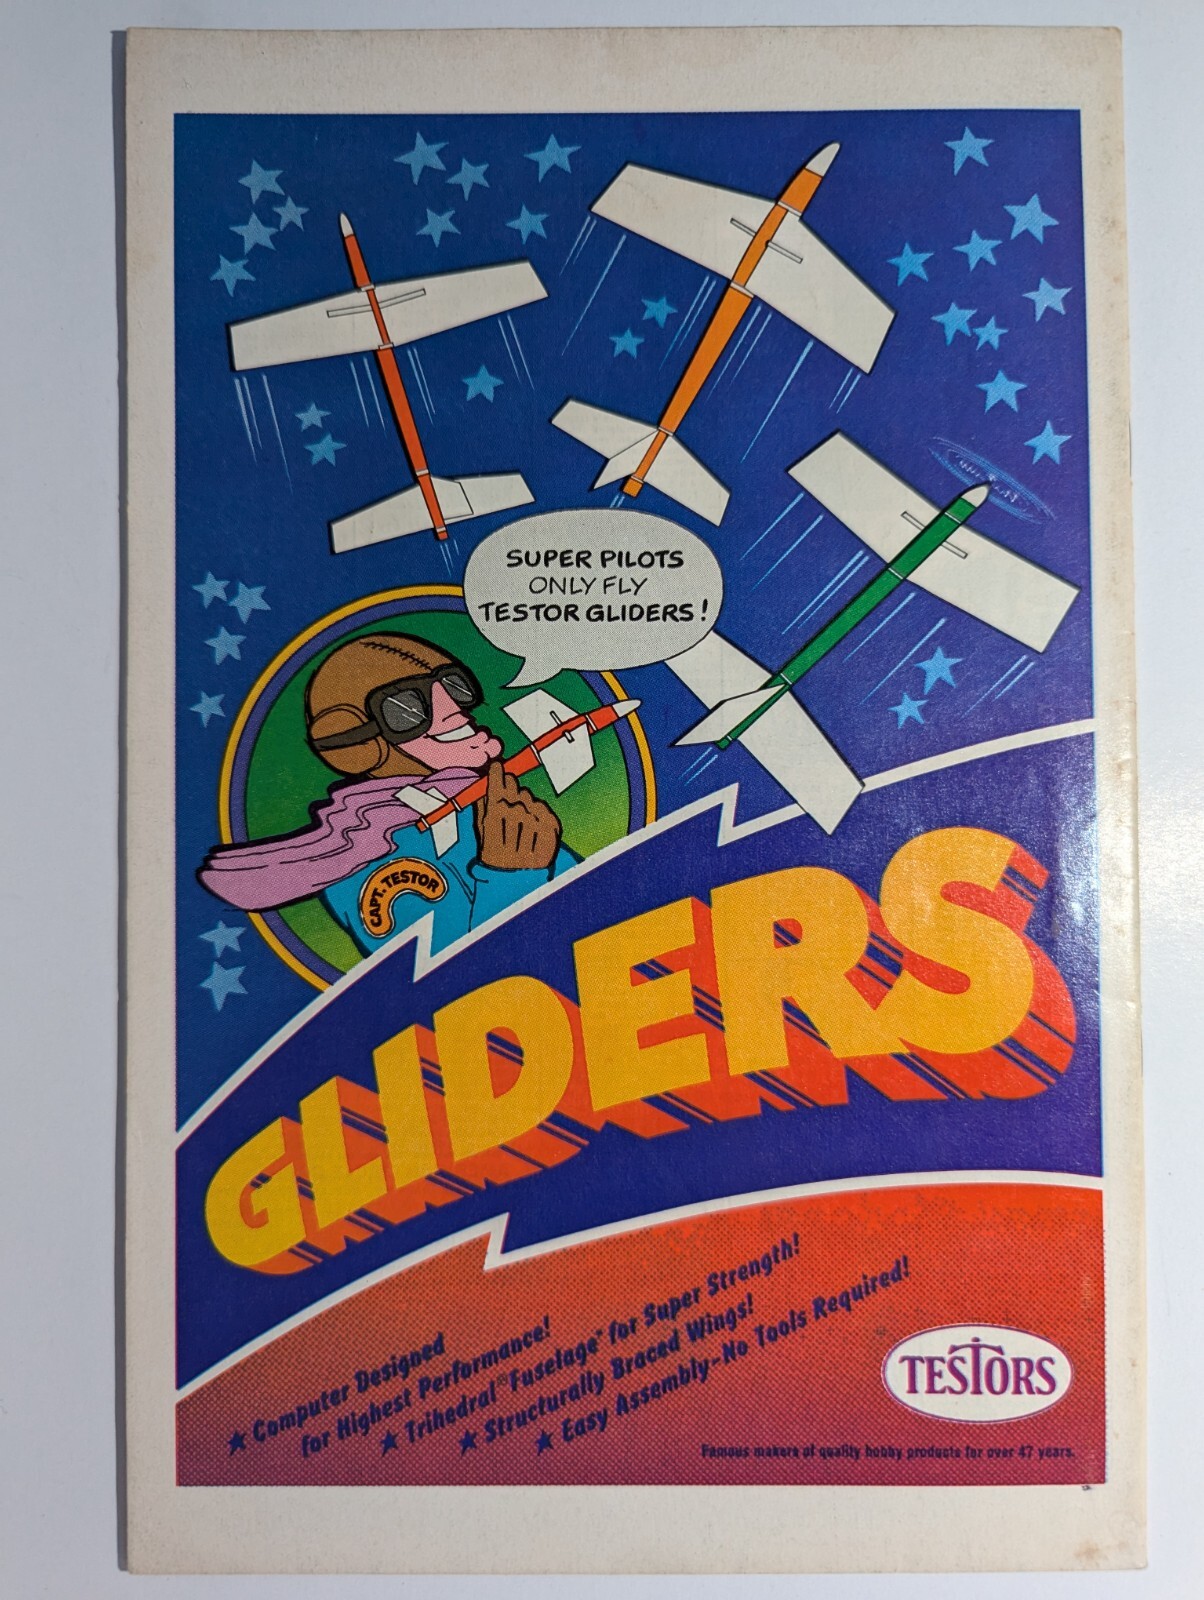 SUPER PILOTS
ONLY FLY
TESTOR GLIDERS!
CAPT. TESTOR
GLIDERS
★ Computer Designed
for Highest Performance!
★ Trihedral® Fuselage™ for Super Strength!
★ Structurally Braced Wings!
★ Easy Assembly-No Tools Required!
TESTORS
Famous makers of quality hobby products for over 47 years.